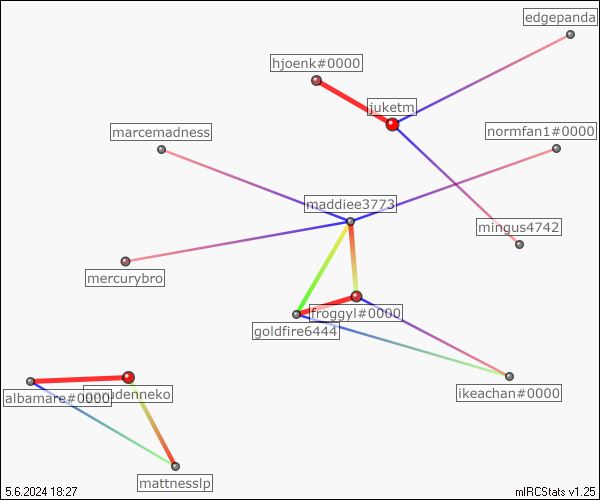 edgepanda
hjoenk#0000
juketm
marcemadness
normfan1#0000
maddiee3773
mingus4742
mercurybro
froggyl#0000
goldfire6444
ikeachan#0000
albamare#0000
mattnesslp
5.6.2024 18:27
mIRCStats v1.25